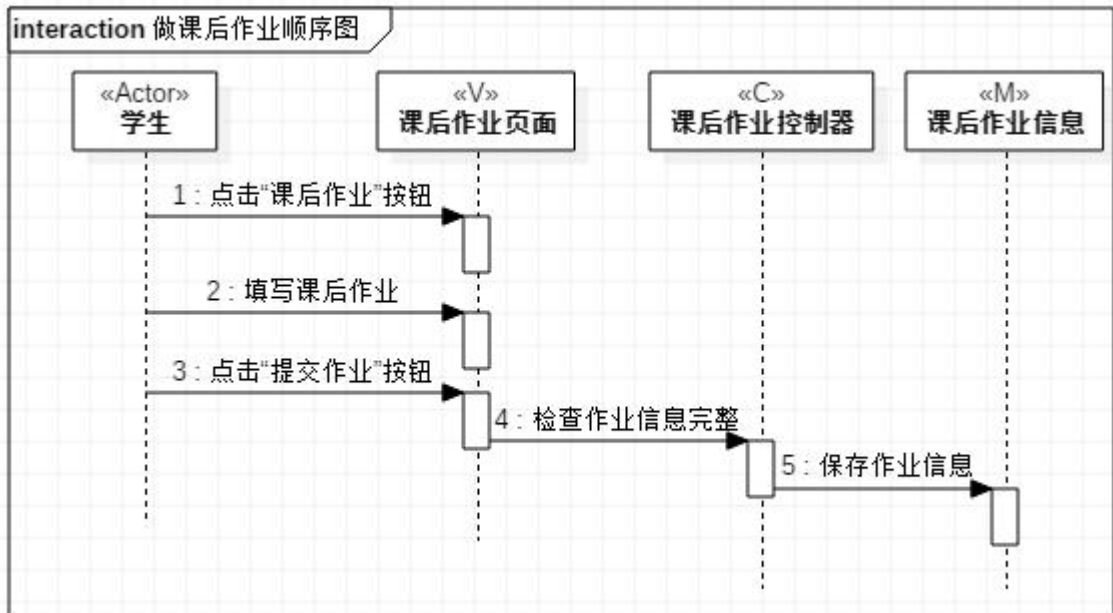 interaction 做课后作业顺序图
«Actor»
学生
«V»
课后作业页面
«C»
课后作业控制器
«M»
课后作业信息
1 : 点击“课后作业”按钮
2 : 填写课后作业
3 : 点击“提交作业”按钮
4 : 检查作业信息完整
5 : 保存作业信息